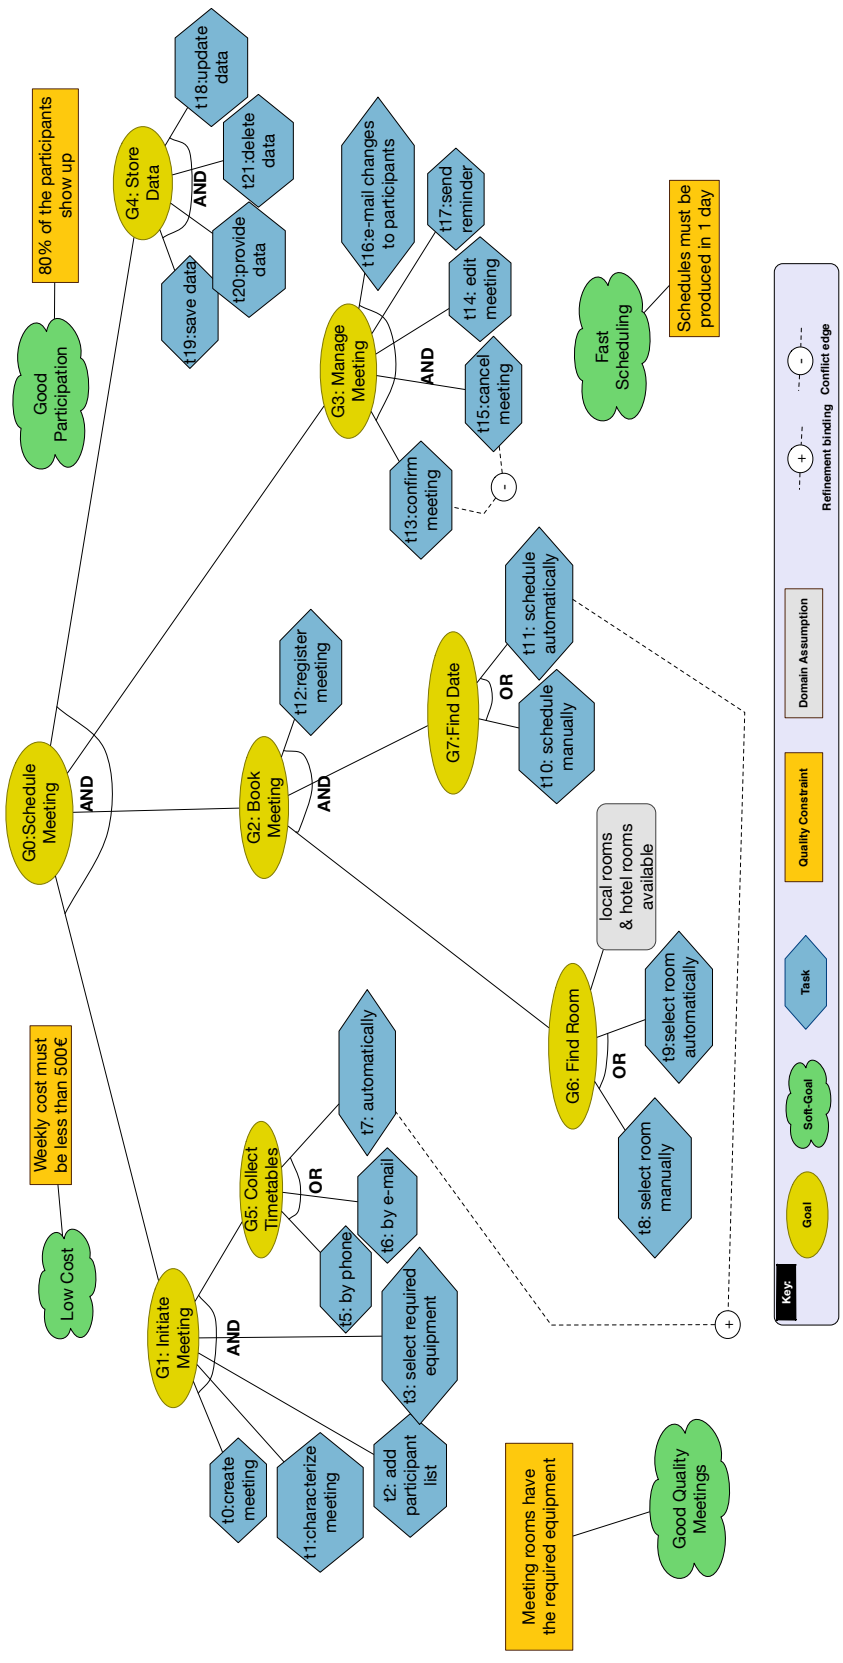 Low Cost
Weekly cost must
be less than 500€
Good
Participation
80% of the participants
show up
G0:Schedule
Meeting
AND
G1: Initiate
Meeting
AND
t0:create
meeting
t1:characterize
meeting
t2: add
participant
list
t3: select required
equipment
G5: Collect
Timetables
OR
t5: by phone
t6: by e-mail
t7: automatically
G2: Book
Meeting
AND
t12:register
meeting
G6: Find Room
OR
t8: select room
manually
t9:select room
automatically
local rooms
& hotel rooms
available
G7:Find Date
OR
t10: schedule
manually
t11: schedule
automatically
G3: Manage
Meeting
AND
t13:confirm
meeting
t15:cancel
meeting
t14: edit
meeting
t17:send
reminder
t16:e-mail changes
to participants
-
G4: Store
Data
AND
t19:save data
t20:provide
data
t21:delete
data
t18:update
data
Meeting rooms have
the required equipment
Good Quality
Meetings
+
Fast
Scheduling
Schedules must be
produced in 1 day
Key:
Goal
Soft-Goal
Task
Quality Constraint
Domain Assumption
+
Refinement binding
-
Conflict edge